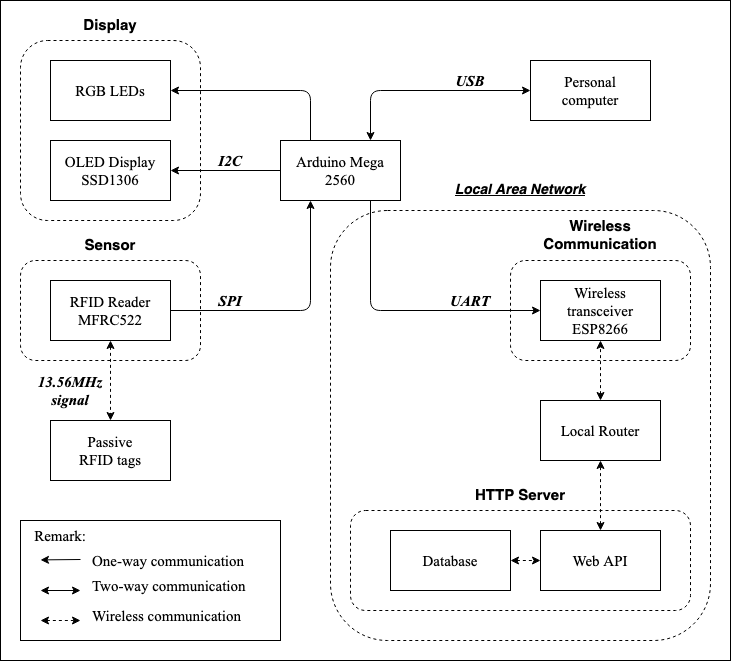 Display
RGB LEDs
USB
Personal
computer
OLED Display
SSD1306
I2C
Arduino Mega
2560
Local Area Network
Wireless
Communication
Sensor
RFID Reader
MFRC522
SPI
UART
Wireless
transceiver
ESP8266
13.56MHz
signal
Passive
RFID tags
Local Router
HTTP Server
Database
Web API
Remark:
One-way communication
Two-way communication
Wireless communication